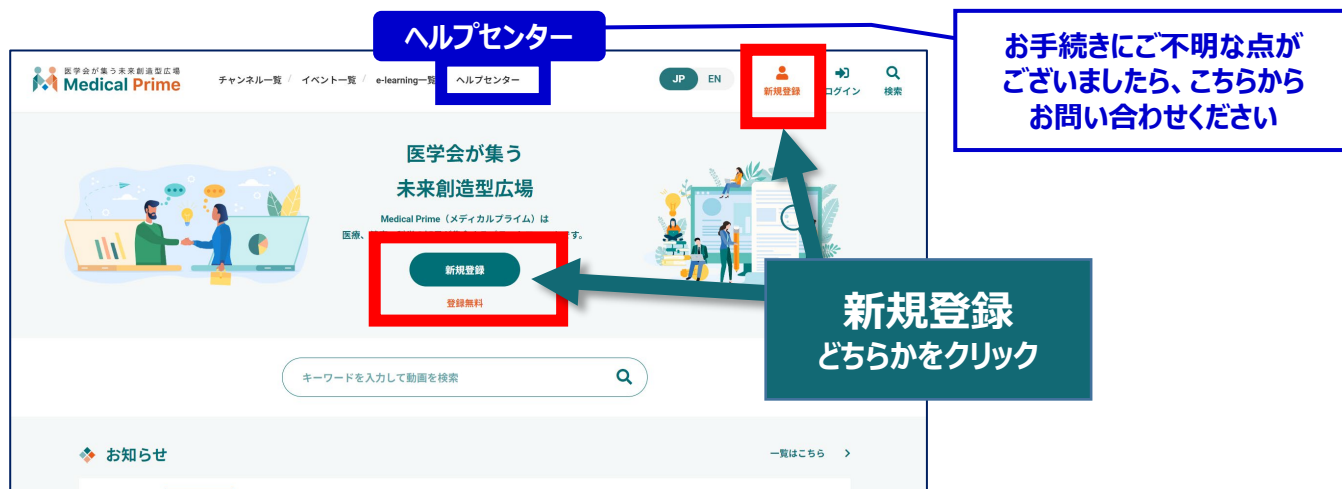 ヘルプセンター
お手続きにご不明な点が
ございましたら、こちらから
お問い合わせください
医学会が集う未来創造型広場
Medical Prime
チャンネル一覧 / イベント一覧 / e-learning一覧 ヘルプセンター
JP EN
新規登録
ログイン
検索
医学会が集う
未来創造型広場
Medical Prime(メディカルプライム)は
医療、
す。
新規登録
登録無料
新規登録
どちらかをクリック
キーワードを入力して動画を検索
お知らせ
一覧はこちら >